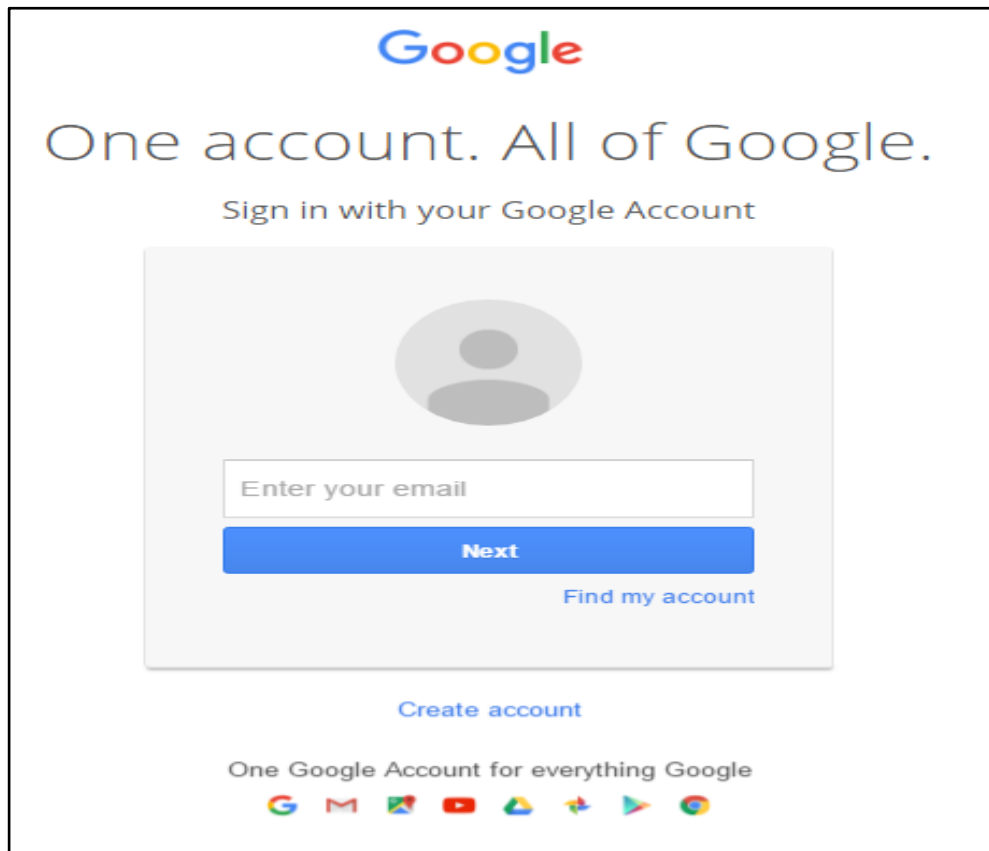 Google
One account. All of Google.
Sign in with your Google Account
Enter your email
Next
Find my account
Create account
One Google Account for everything Google